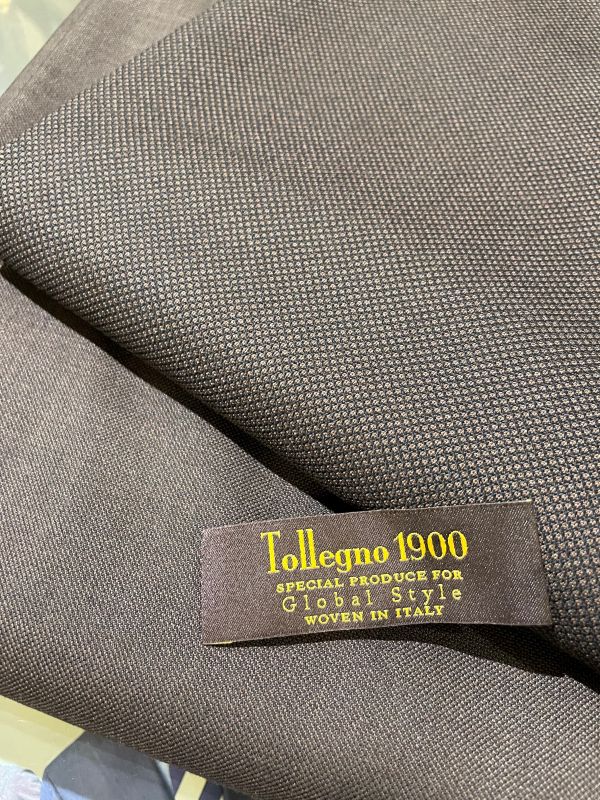 Tollegno 1900
SPECIAL PRODUCE FOR
Global Style
WOVEN IN ITALY